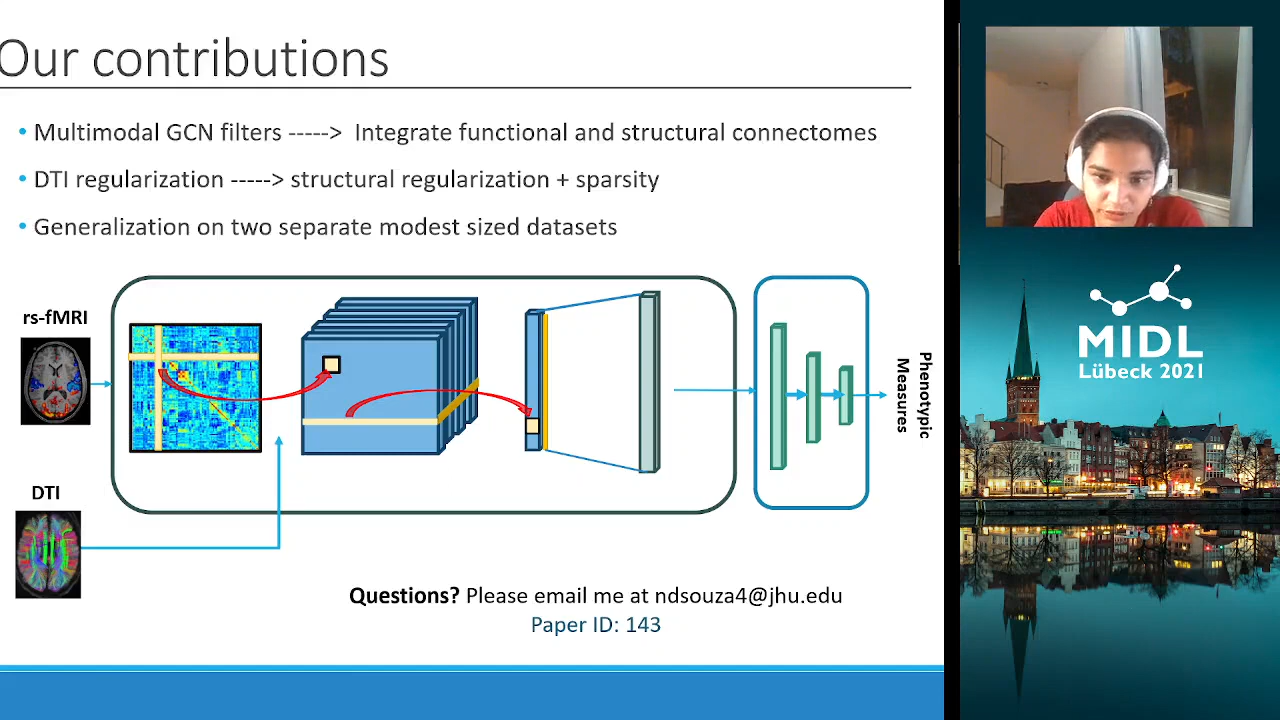 Our contributions
• Multimodal GCN filters -----> Integrate functional and structural connectomes
• DTI regularization -----> structural regularization + sparsity
• Generalization on two separate modest sized datasets
rs-fMRI
DTI
Phenotypic
Measures
Questions? Please email me at ndsouza4@jhu.edu
Paper ID: 143
MIDL
Lübeck 2021